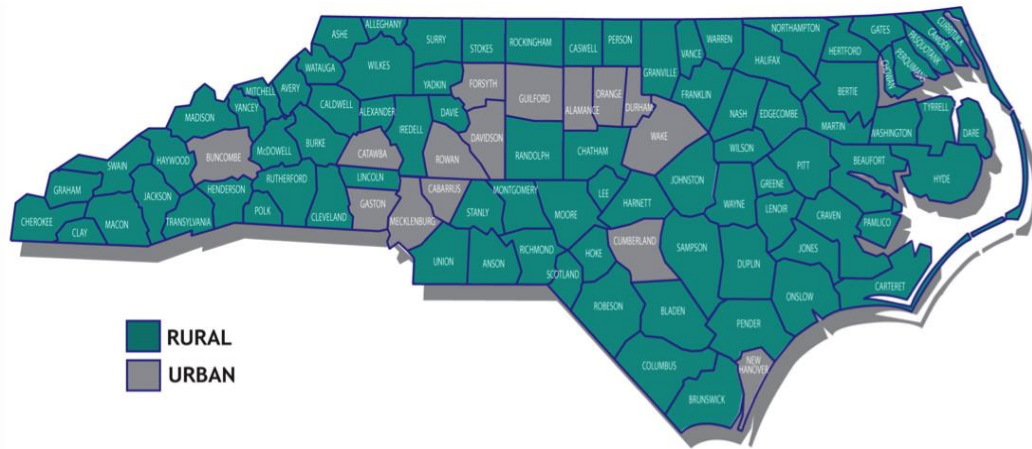 ALLEGHANY
ASHE
SURRY
STOKES
ROCKINGHAM
CASWELL
PERSON
VANCE
WARREN
NORTHAMPTON
GATES
CURRITUCK
CAMDEN
PASQUOTANK
PERQUIMANS
CHOWAN
HERTFORD
HALIFAX
GRANVILLE
WATAUGA
WILKES
YADKIN
FORSYTH
GUILFORD
ALAMANCE
ORANGE
DURHAM
FRANKLIN
BERTIE
MITCHELL
AVERY
YANCEY
CALDWELL
ALEXANDER
DAVIE
IREDELL
NASH
EDGECOMBE
MARTIN
WASHINGTON
TYRRELL
DARE
MADISON
BURKE
McDOWELL
CATAWBA
ROWAN
DAVIDSON
RANDOLPH
CHATHAM
WAKE
WILSON
PITT
BEAUFORT
HYDE
HAYWOOD
BUNCOMBE
SWAIN
GRAHAM
JACKSON
HENDERSON
RUTHERFORD
LINCOLN
CABARRUS
MONTGOMERY
LEE
JOHNSTON
GREENE
WAYNE
LENOIR
CRAVEN
PAMLICO
CHEROKEE
CLAY
MACON
TRANSYLVANIA
POLK
CLEVELAND
GASTON
MECKLENBURG
STANLY
MOORE
HARNETT
CUMBERLAND
SAMPSON
DUPLIN
JONES
CARTERET
UNION
ANSON
RICHMOND
SCOTLAND
HOKE
ROBESON
BLADEN
PENDER
ONSLOW
COLUMBUS
BRUNSWICK
NEW
HANOVER
RURAL
URBAN